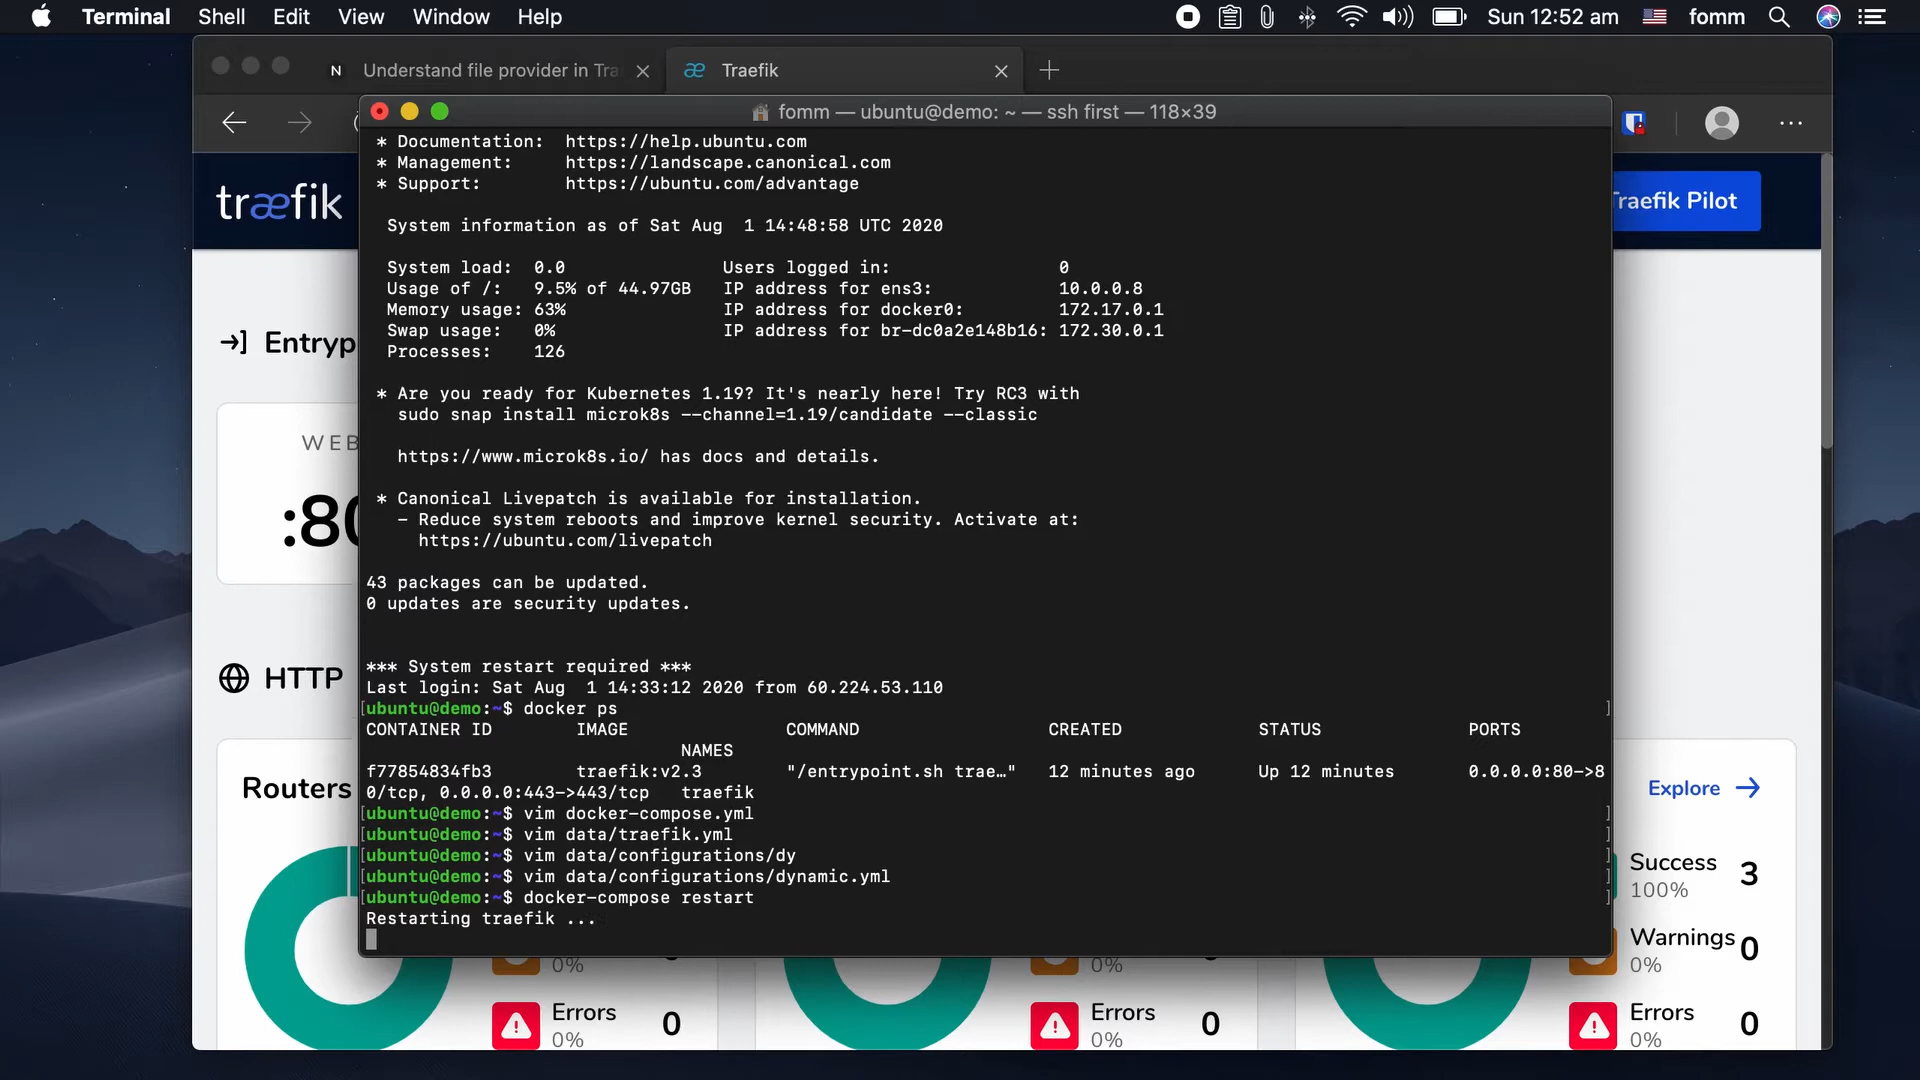 Terminal Shell Edit View Window Help Sun 12:52 am fomm
N Understand file provider in Tra Traefik
fomm — ubuntu@demo: ~ — ssh first — 118×39
træfik
Traefik Pilot
* Documentation: https://help.ubuntu.com
* Management: https://landscape.canonical.com
* Support: https://ubuntu.com/advantage
System information as of Sat Aug 1 14:48:58 UTC 2020
System load: 0.0 Users logged in: 0
Usage of /: 9.5% of 44.97GB IP address for ens3: 10.0.0.8
Memory usage: 63% IP address for docker0: 172.17.0.1
Swap usage: 0% IP address for br-dc0a2e148b16: 172.30.0.1
Processes: 126
* Are you ready for Kubernetes 1.19? It's nearly here! Try RC3 with
sudo snap install microk8s --channel=1.19/candidate --classic
https://www.microk8s.io/ has docs and details.
* Canonical Livepatch is available for installation.
- Reduce system reboots and improve kernel security. Activate at:
https://ubuntu.com/livepatch
43 packages can be updated.
0 updates are security updates.
*** System restart required ***
Last login: Sat Aug 1 14:33:12 2020 from 60.224.53.110
[ubuntu@demo:~$ docker ps ]
CONTAINER ID IMAGE COMMAND CREATED STATUS PORTS
NAMES
f77854834fb3 traefik:v2.3 "/entrypoint.sh trae…" 12 minutes ago Up 12 minutes 0.0.0.0:80->8
0/tcp, 0.0.0.0:443->443/tcp traefik
[ubuntu@demo:~$ vim docker-compose.yml ]
[ubuntu@demo:~$ vim data/traefik.yml ]
[ubuntu@demo:~$ vim data/configurations/dy ]
[ubuntu@demo:~$ vim data/configurations/dynamic.yml ]
[ubuntu@demo:~$ docker-compose restart ]
Restarting traefik ...
Entryp
WEB
:80
HTTP
Routers
Explore
Success 3
100%
Warnings 0
0% 0% 0%
Errors 0 Errors 0 Errors 0
0% 0% 0%